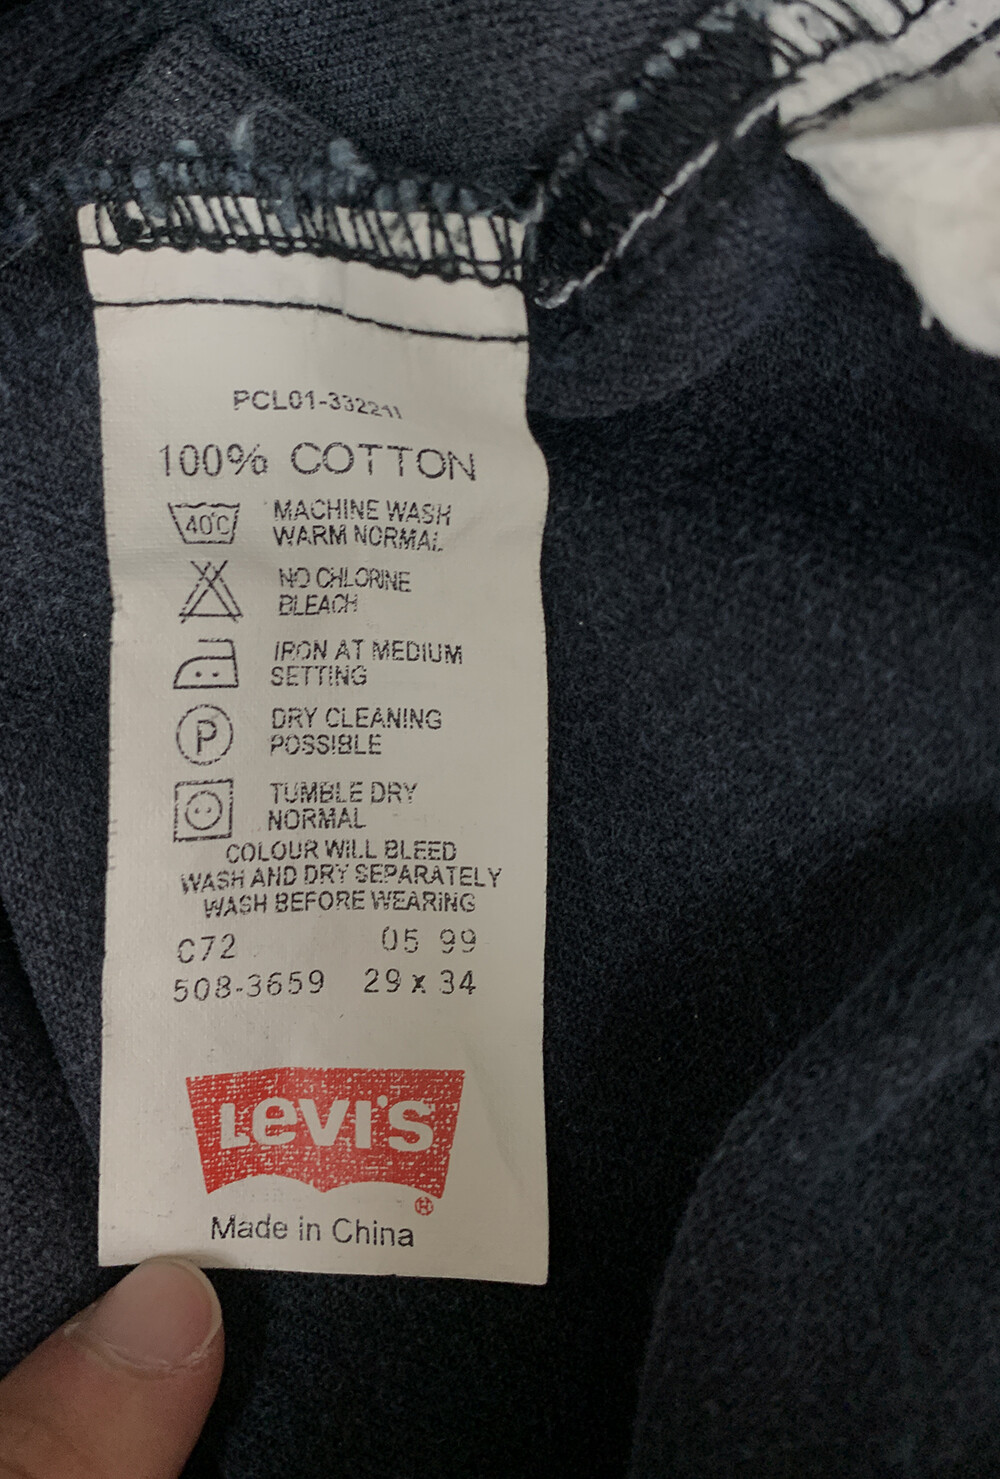 PCL01-332211
100% COTTON
40°C MACHINE WASH
WARM NORMAL
NO CHLORINE
BLEACH
IRON AT MEDIUM
SETTING
P DRY CLEANING
POSSIBLE
TUMBLE DRY
NORMAL
COLOUR WILL BLEED
WASH AND DRY SEPARATELY
WASH BEFORE WEARING
C72 05 99
508-3659 29 x 34
LEVI'S
®
Made in China